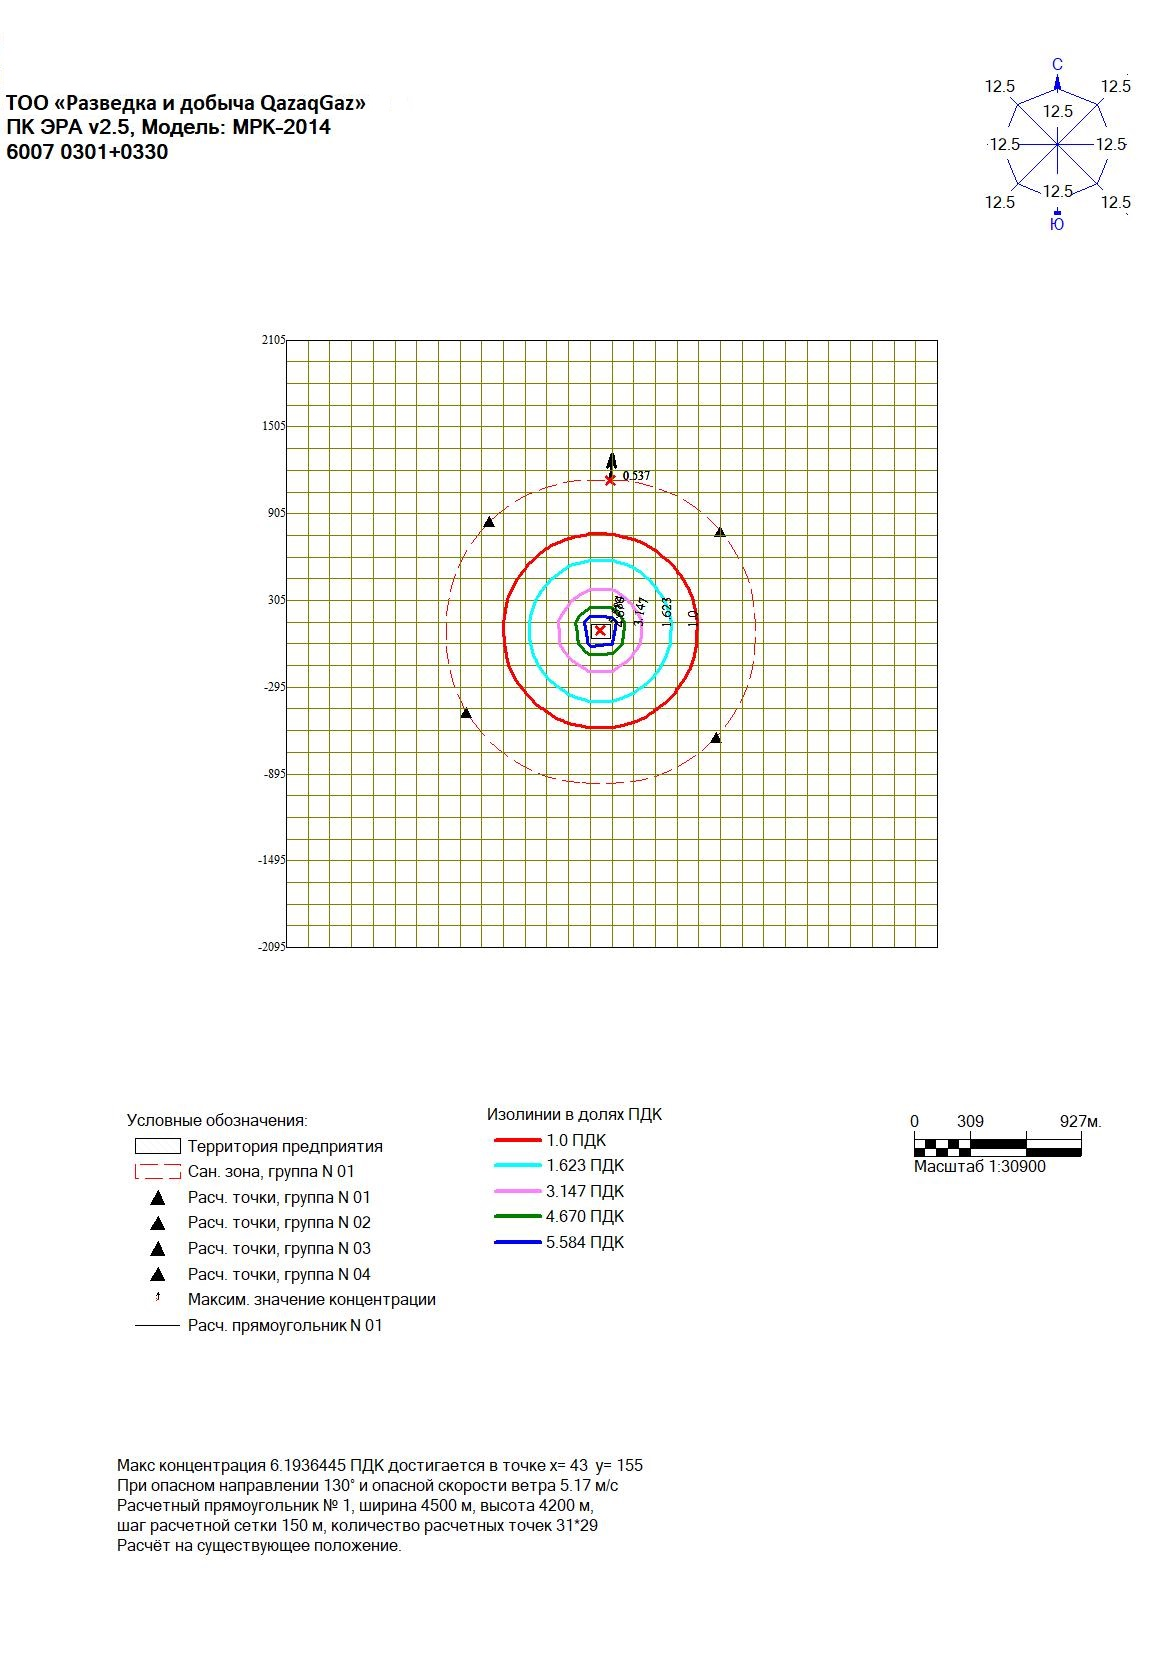 ТОО «Разведка и добыча QazaqGaz»
ПК ЭРА v2.5, Модель: МРК-2014
6007 0301+0330
С
12.5
12.5
12.5
12.5
12.5
12.5
12.5
12.5
Ю
2105
1505
905
305
-295
-895
-1495
-2095
0.537
3.147
1.623
1.0
Условные обозначения:
Территория предприятия
Сан. зона, группа N 01
Расч. точки, группа N 01
Расч. точки, группа N 02
Расч. точки, группа N 03
Расч. точки, группа N 04
Максим. значение концентрации
Расч. прямоугольник N 01
Изолинии в долях ПДК
1.0 ПДК
1.623 ПДК
3.147 ПДК
4.670 ПДК
5.584 ПДК
0 309 927м.
Масштаб 1:30900
Макс концентрация 6.1936445 ПДК достигается в точке x= 43 y= 155
При опасном направлении 130° и опасной скорости ветра 5.17 м/с
Расчетный прямоугольник № 1, ширина 4500 м, высота 4200 м,
шаг расчетной сетки 150 м, количество расчетных точек 31*29
Расчёт на существующее положение.